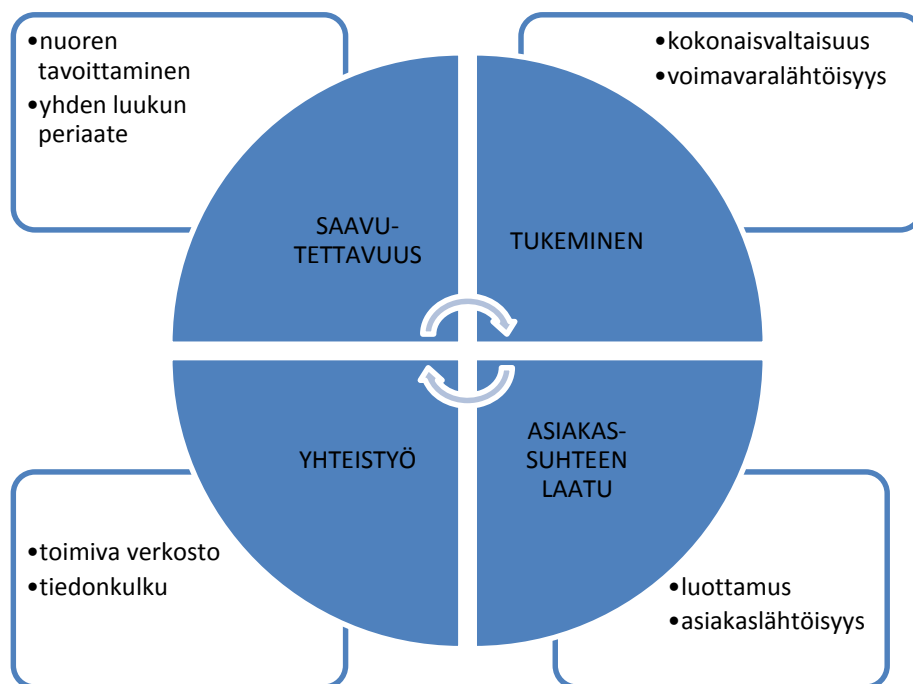 •nuoren
tavoittaminen
•yhden luukun
periaate
•kokonaisvaltaisuus
•voimavaralähtöisyys
SAAVU-
TETTAVUUS
TUKEMINEN
YHTEISTYÖ
ASIAKAS-
SUHTEEN
LAATU
•toimiva verkosto
•tiedonkulku
•luottamus
•asiakaslähtöisyys